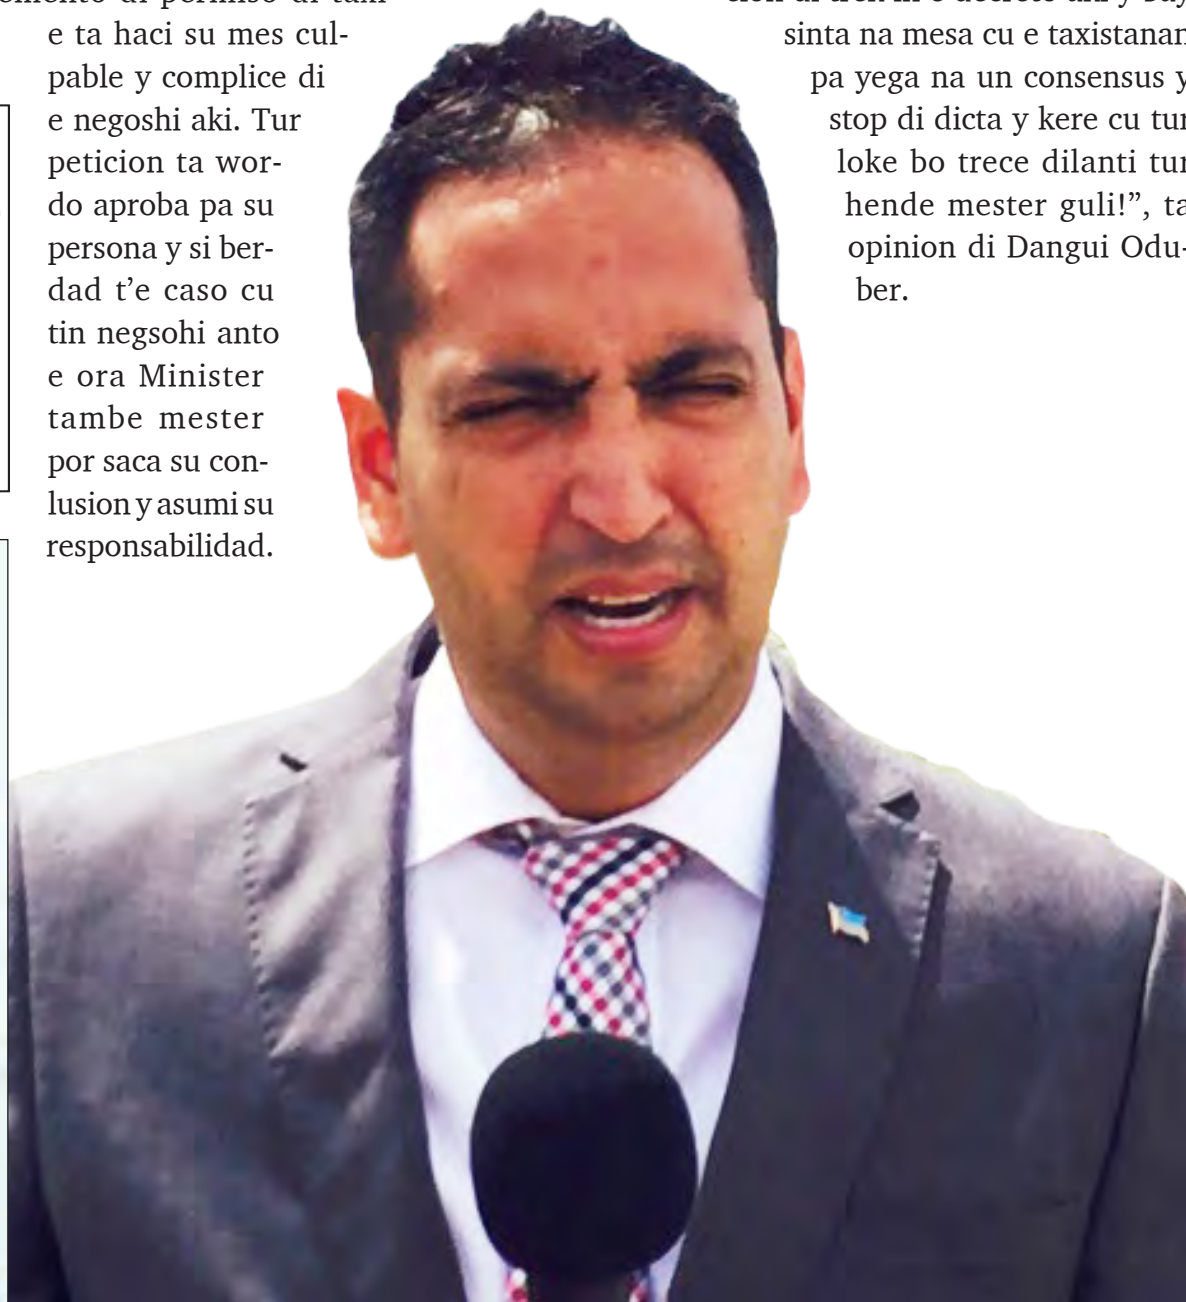 e ta haci su mes cul-
pable y complice di
e negoshi aki. Tur
peticion ta wor-
do aproba pa su
persona y si ber-
dad t’e caso cu
tin negsohi anto
e ora Minister
tambe mester
por saca su con-
lusion y asumi su
responsabilidad.
sinta na mesa cu e taxistanan
pa yega na un consensus y
stop di dicta y kere cu tur
loke bo trece dilanti tur
hende mester guli!”, ta
opinion di Dangui Odu-
ber.